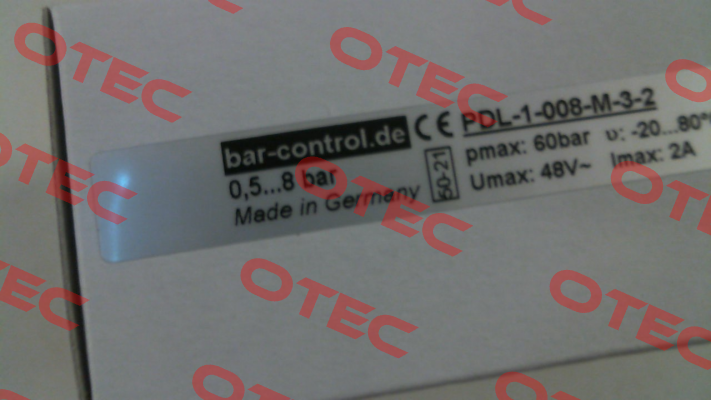 bar-control.de
0,5...8 bar
Made in Germany
50-21
CE PDL-1-008-M-3-2
pmax: 60bar υ: -20...80°
Umax: 48V~ Imax: 2A
OTEC
OTEC
OTEC
OTEC
OTEC
OTEC
OTEC
OTEC
OTEC